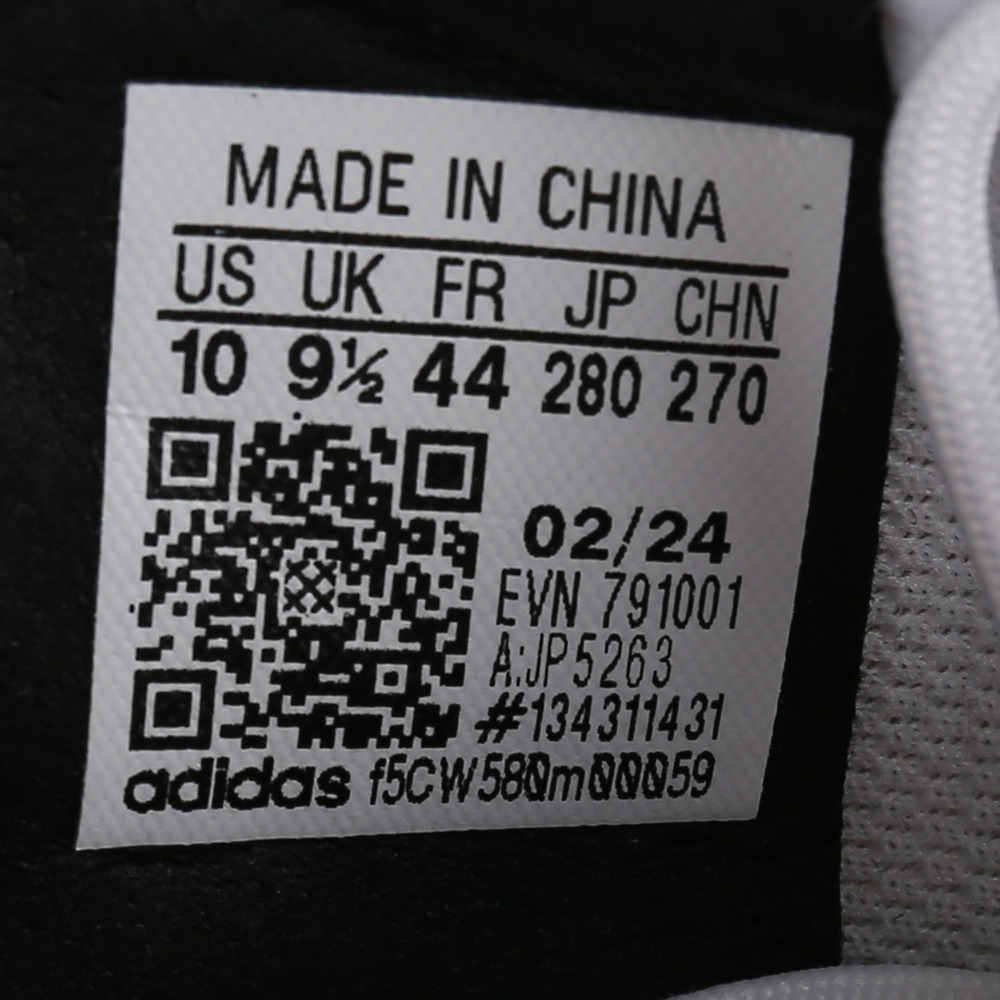 MADE IN CHINA
US UK FR JP CHN
10 9½ 44 280 270
02/24
EVN 791001
A:JP5263
#134311431
adidas f5CW580m00059